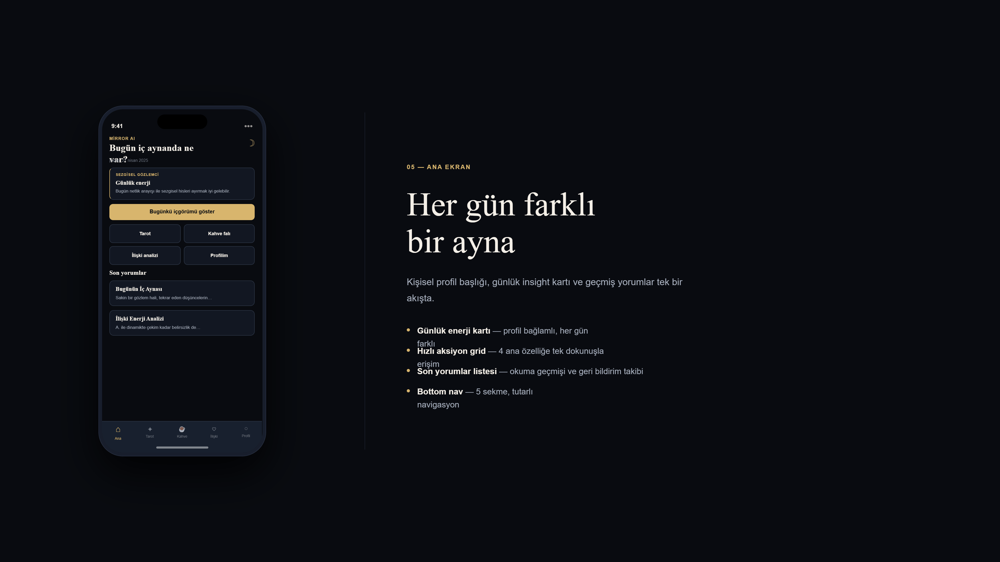 9:41
MİRROR AI
Bugün iç aynanda ne
var?
nisan 2025
SEZGİSEL GÖZLEMCİ
Günlük enerji
Bugün netlik arayışı ile sezgisel hisleri ayırmak iyi gelebilir.
Bugünkü içgörümü göster
Tarot
Kahve falı
İlişki analizi
Profilim
Son yorumlar
Bugünün İç Aynası
Sakin bir gözlem hali, tekrar eden düşüncelerin…
İlişki Enerji Analizi
A. ile dinamikte çekim kadar belirsizlik de…
Ana
Tarot
Kahve
İlişki
Profil
05 — ANA EKRAN
Her gün farklı
bir ayna
Kişisel profil başlığı, günlük insight kartı ve geçmiş yorumlar tek bir
akışta.
Günlük enerji kartı — profil bağlamlı, her gün
farklı
Hızlı aksiyon grid — 4 ana özelliğe tek dokunuşla
erişim
Son yorumlar listesi — okuma geçmişi ve geri bildirim takibi
Bottom nav — 5 sekme, tutarlı
navigasyon